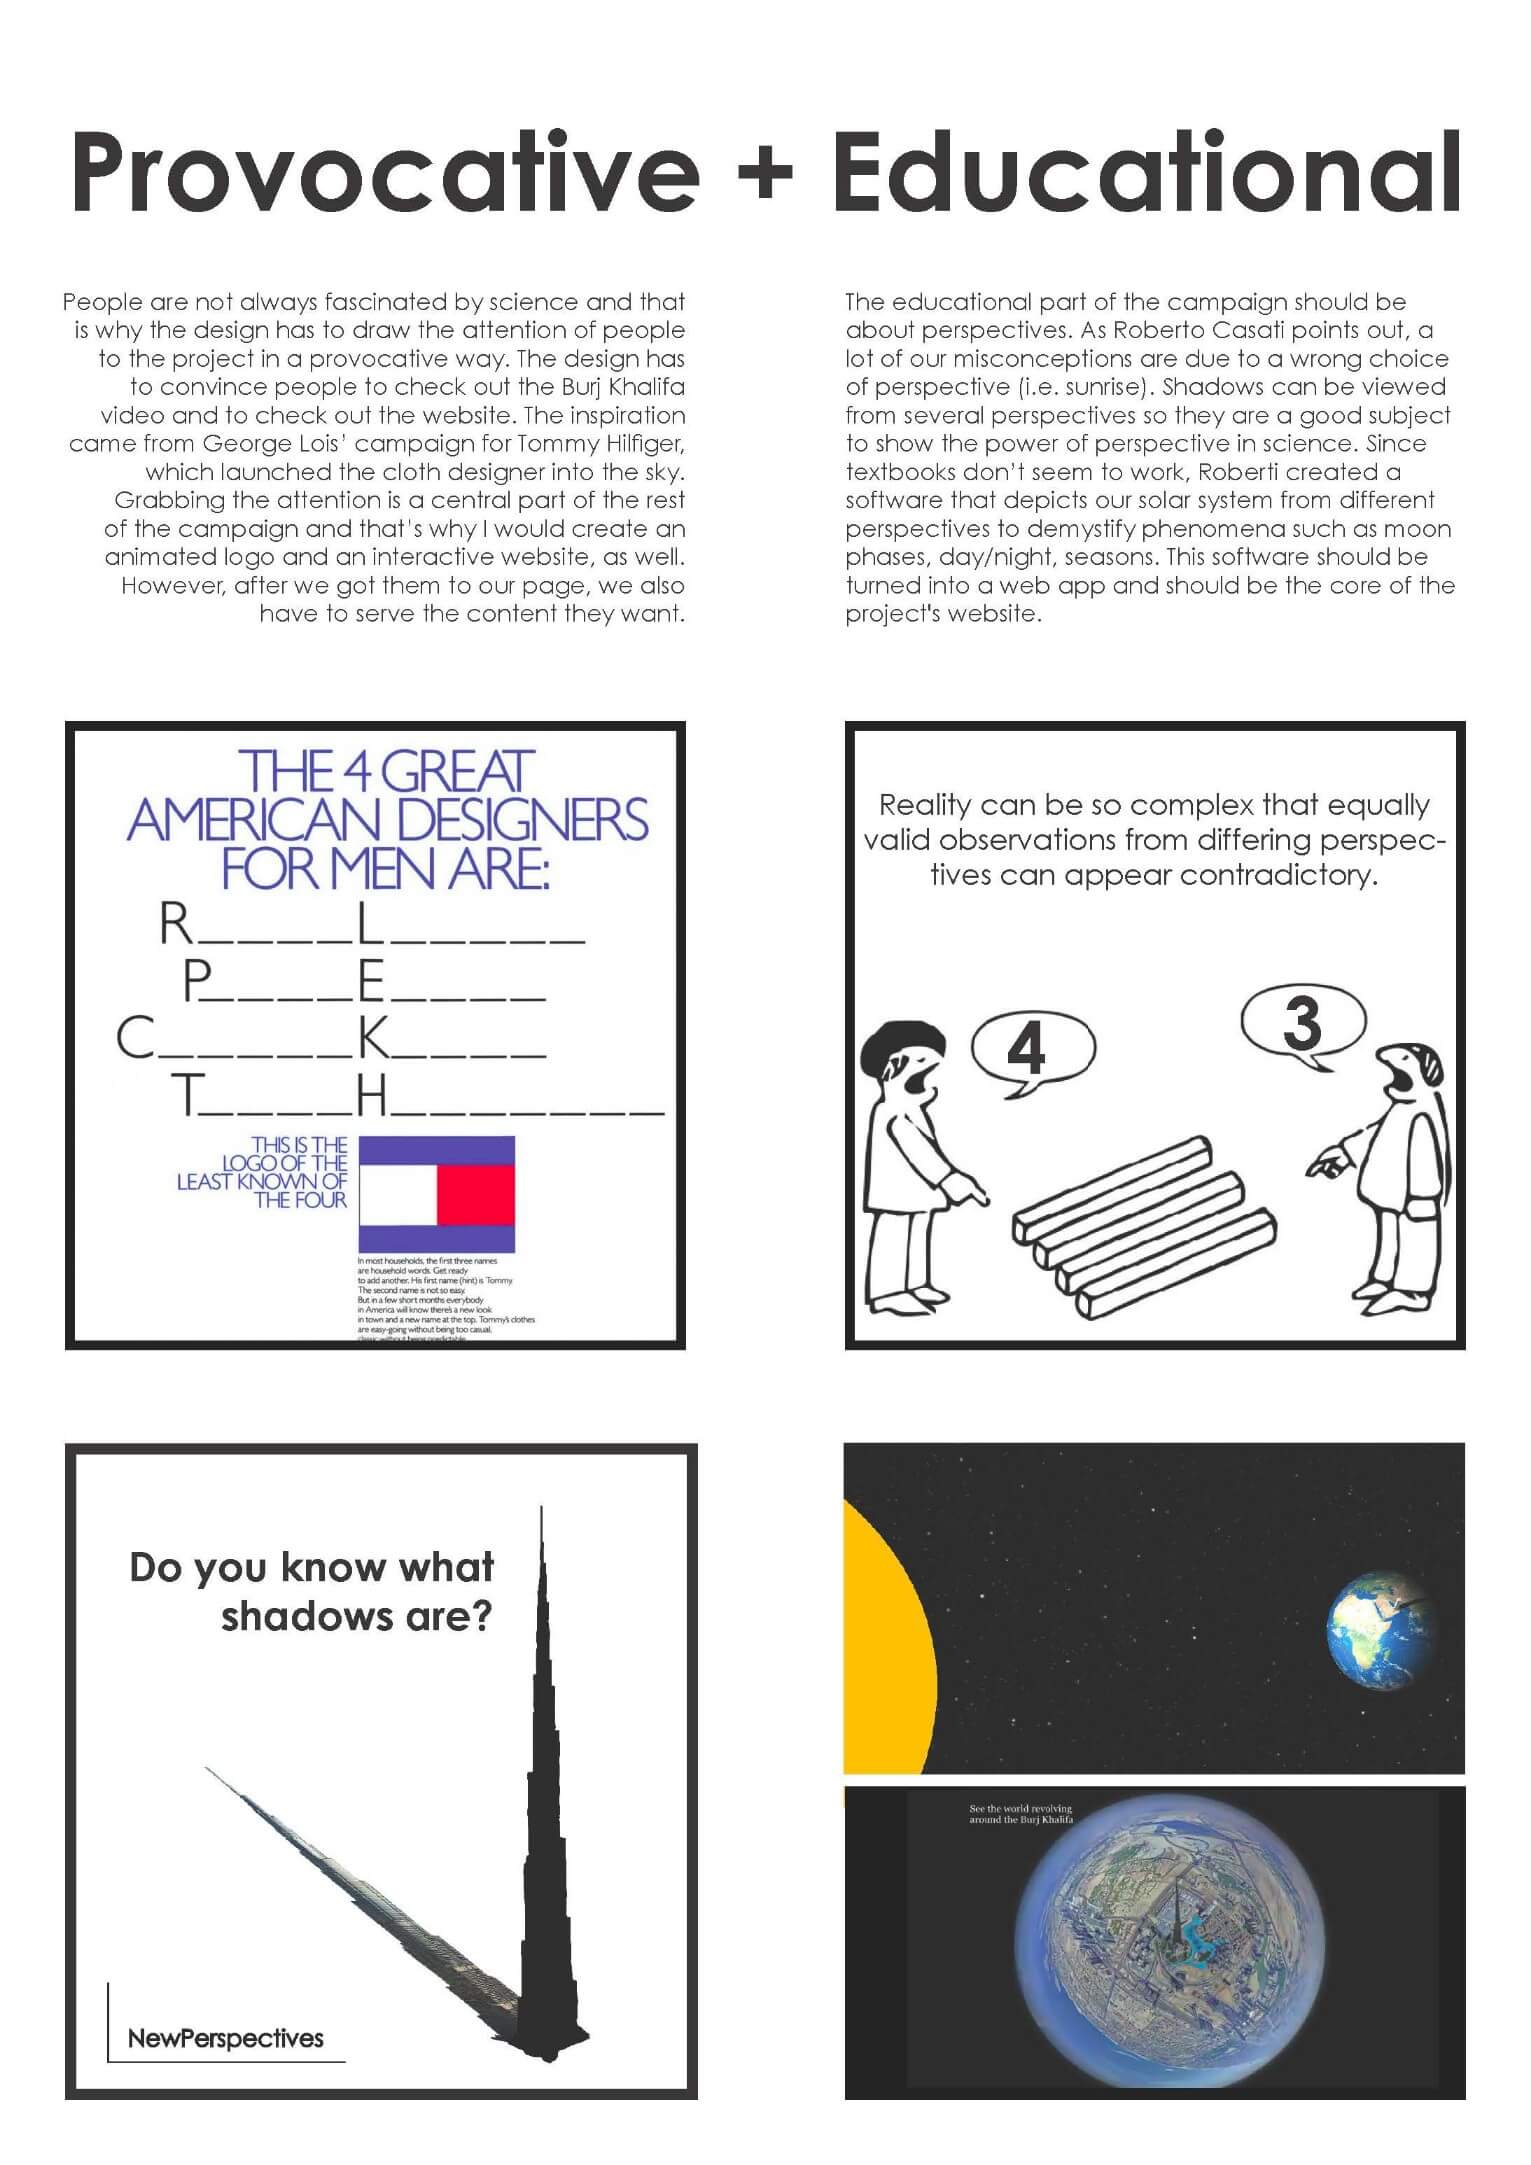 Provocative + Educational
People are not always fascinated by science and that
is why the design has to draw the attention of people
to the project in a provocative way. The design has
to convince people to check out the Burj Khalifa
video and to check out the website. The inspiration
came from George Lois' campaign for Tommy Hilfiger,
which launched the cloth designer into the sky.
Grabbing the attention is a central part of the rest
of the campaign and that's why I would create an
animated logo and an interactive website, as well.
However, after we got them to our page, we also
have to serve the content they want.
The educational part of the campaign should be
about perspectives. As Roberto Casati points out, a
lot of our misconceptions are due to a wrong choice
of perspective (i.e. sunrise). Shadows can be viewed
from several perspectives so they are a good subject
to show the power of perspective in science. Since
textbooks don't seem to work, Roberti created a
software that depicts our solar system from different
perspectives to demystify phenomena such as moon
phases, day/night, seasons. This software should be
turned into a web app and should be the core of the
project's website.
THE 4 GREAT
AMERICAN DESIGNERS
FOR MEN ARE:
R____L_____
P____E____
C_____K____
T____H_______
THIS IS THE
LOGO OF THE
LEAST KNOWN OF
THE FOUR
In most households, the first three names
are household words. Get ready
to add another. His first name (hint) is Tommy.
The second name is not so easy.
But in a few short months everybody
in America will know there's a new look
in town and a new name at the top. Tommy's clothes
are easy-going without being too casual,
classic without being predictable.
Reality can be so complex that equally
valid observations from differing perspec-
tives can appear contradictory.
4
3
Do you know what
shadows are?
NewPerspectives
See the world revolving
around the Burj Khalifa